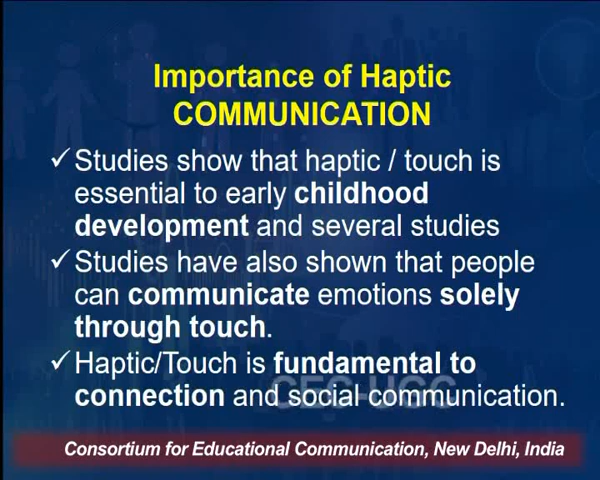 Importance of Haptic
COMMUNICATION
✓Studies show that haptic / touch is
essential to early childhood
development and several studies
✓Studies have also shown that people
can communicate emotions solely
through touch.
✓Haptic/Touch is fundamental to
connection and social communication.
CEC-UGC
Consortium for Educational Communication, New Delhi, India